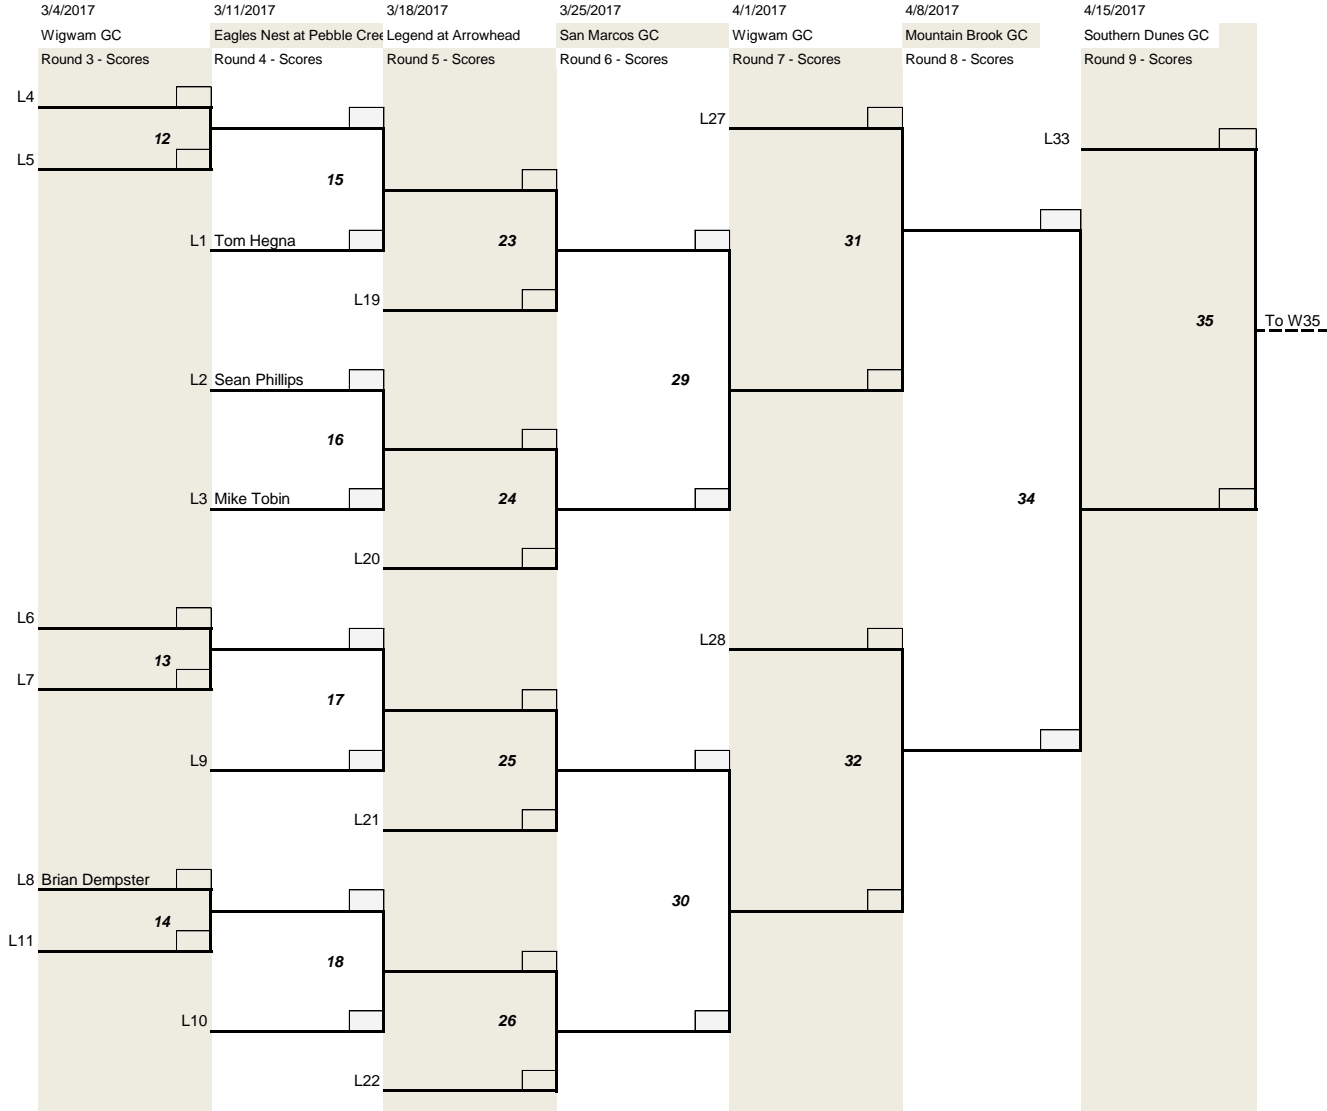 3/4/2017 3/11/2017 3/18/2017 3/25/2017 4/1/2017 4/8/2017 4/15/2017
Wigwam GC Eagles Nest at Pebble Cree Legend at Arrowhead San Marcos GC Wigwam GC Mountain Brook GC Southern Dunes GC
Round 3 - Scores Round 4 - Scores Round 5 - Scores Round 6 - Scores Round 7 - Scores Round 8 - Scores Round 9 - Scores
L4
L27
12 L33
L5
15
L1 Tom Hegna 23 31
L19
35 To W35
L2 Sean Phillips 29
16
L3 Mike Tobin 24 34
L20
L6
L28
13
L7
17
L9 25 32
L21
L8 Brian Dempster
30
14
L11
18
L10 26
L22